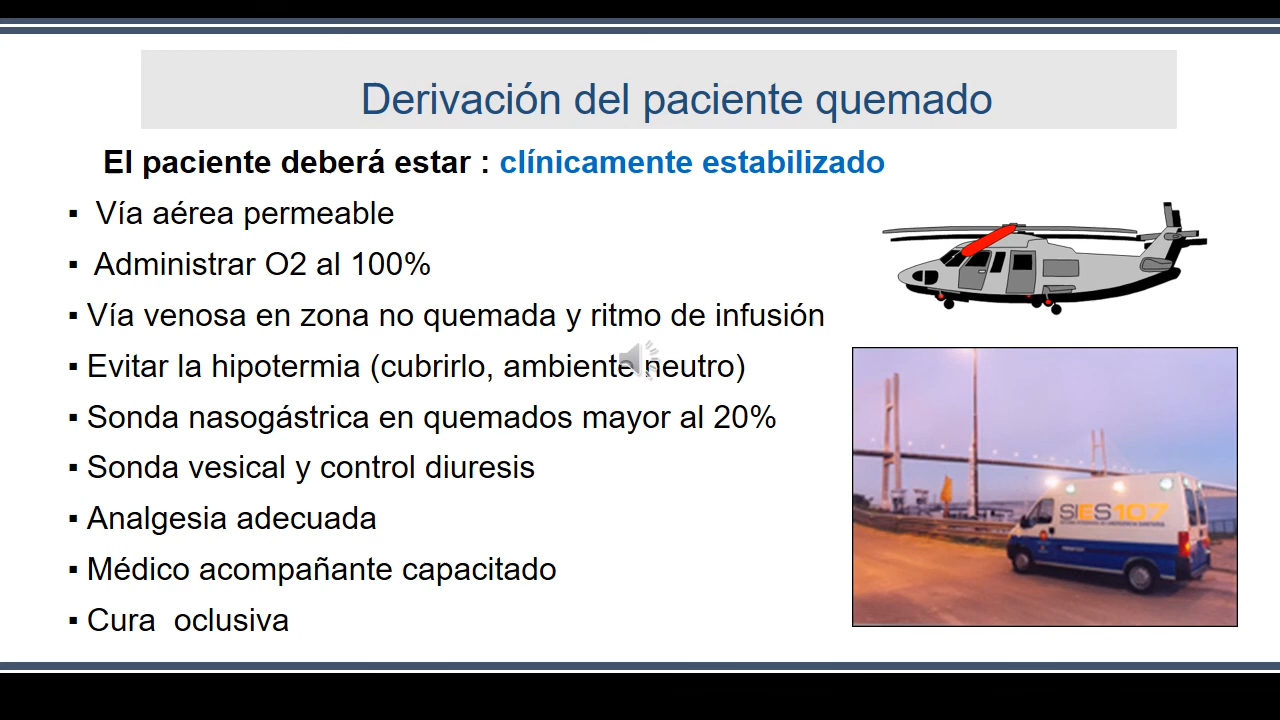 Derivación del paciente quemado
El paciente deberá estar : clínicamente estabilizado
▪ Vía aérea permeable
▪ Administrar O2 al 100%
▪ Vía venosa en zona no quemada y ritmo de infusión
▪ Evitar la hipotermia (cubrirlo, ambiente neutro)
▪ Sonda nasogástrica en quemados mayor al 20%
▪ Sonda vesical y control diuresis
▪ Analgesia adecuada
▪ Médico acompañante capacitado
▪ Cura oclusiva
SIES107